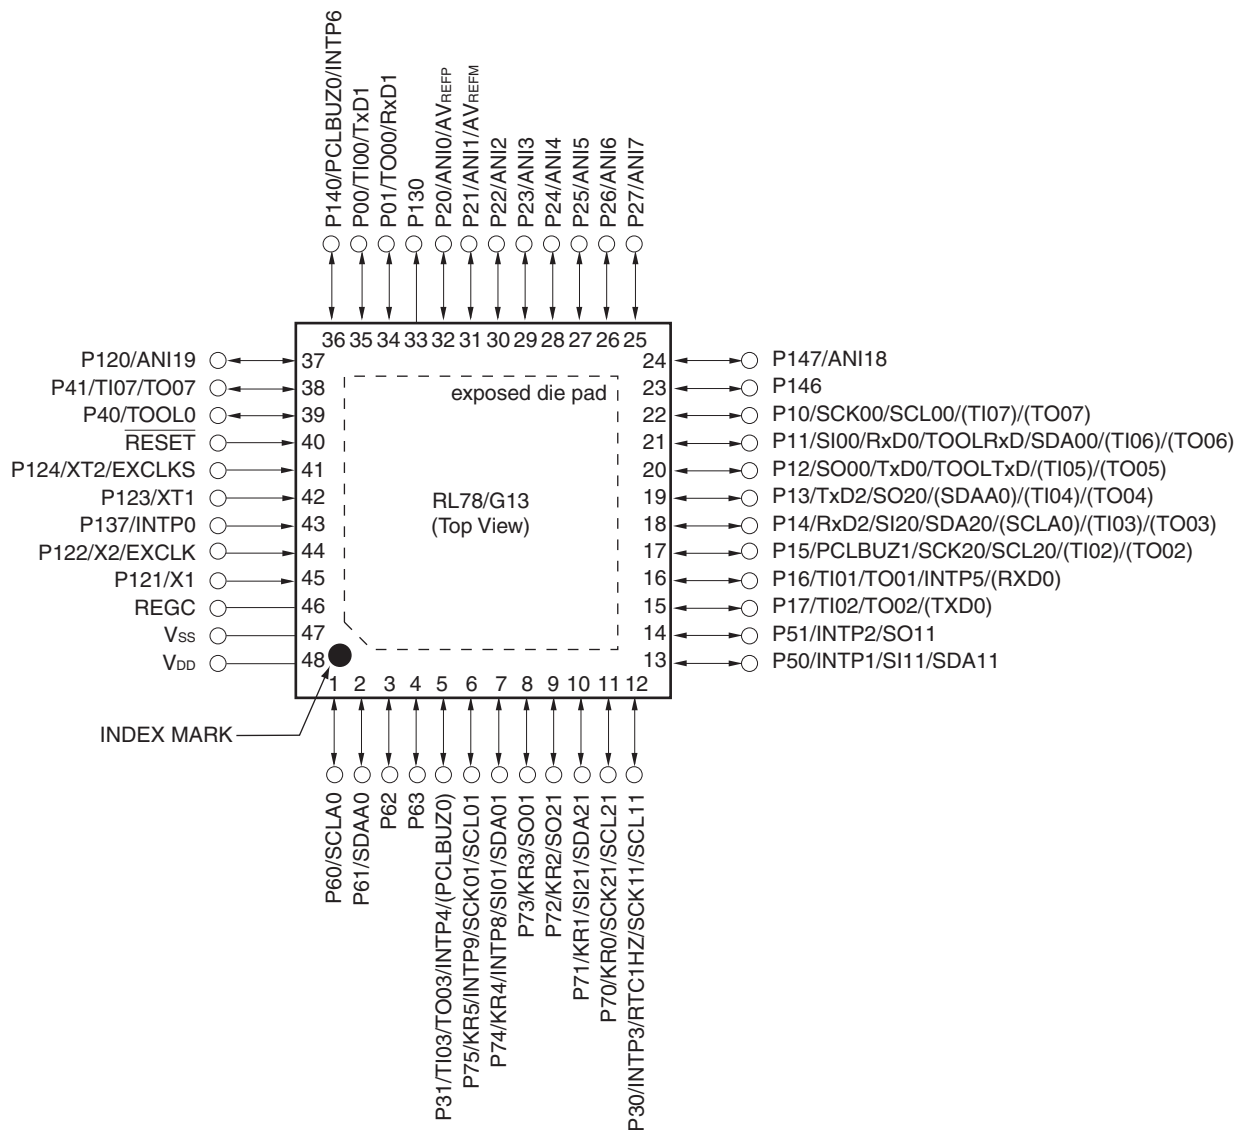 P140/PCLBUZ0/INTP6
P00/TI00/TxD1
P01/TO00/RxD1
P130
P20/ANI0/AVREFP
P21/ANI1/AVREFM
P22/ANI2
P23/ANI3
P24/ANI4
P25/ANI5
P26/ANI6
P27/ANI7
36 35 34 33 32 31 30 29 28 27 26 25
P120/ANI19 37
P41/TI07/TO07 38
P40/TOOL0 39
RESET 40
P124/XT2/EXCLKS 41
P123/XT1 42
P137/INTP0 43
P122/X2/EXCLK 44
P121/X1 45
REGC 46
VSS 47
VDD 48
INDEX MARK
exposed die pad
RL78/G13
(Top View)
24 P147/ANI18
23 P146
22 P10/SCK00/SCL00/(TI07)/(TO07)
21 P11/SI00/RxD0/TOOLRxD/SDA00/(TI06)/(TO06)
20 P12/SO00/TxD0/TOOLTxD/(TI05)/(TO05)
19 P13/TxD2/SO20/(SDAA0)/(TI04)/(TO04)
18 P14/RxD2/SI20/SDA20/(SCLA0)/(TI03)/(TO03)
17 P15/PCLBUZ1/SCK20/SCL20/(TI02)/(TO02)
16 P16/TI01/TO01/INTP5/(RXD0)
15 P17/TI02/TO02/(TXD0)
14 P51/INTP2/SO11
13 P50/INTP1/SI11/SDA11
1 2 3 4 5 6 7 8 9 10 11 12
P60/SCLA0
P61/SDAA0
P62
P63
P31/TI03/TO03/INTP4/(PCLBUZ0)
P75/KR5/INTP9/SCK01/SCL01
P74/KR4/INTP8/SI01/SDA01
P73/KR3/SO01
P72/KR2/SO21
P71/KR1/SI21/SDA21
P70/KR0/SCK21/SCL21
P30/INTP3/RTC1HZ/SCK11/SCL11